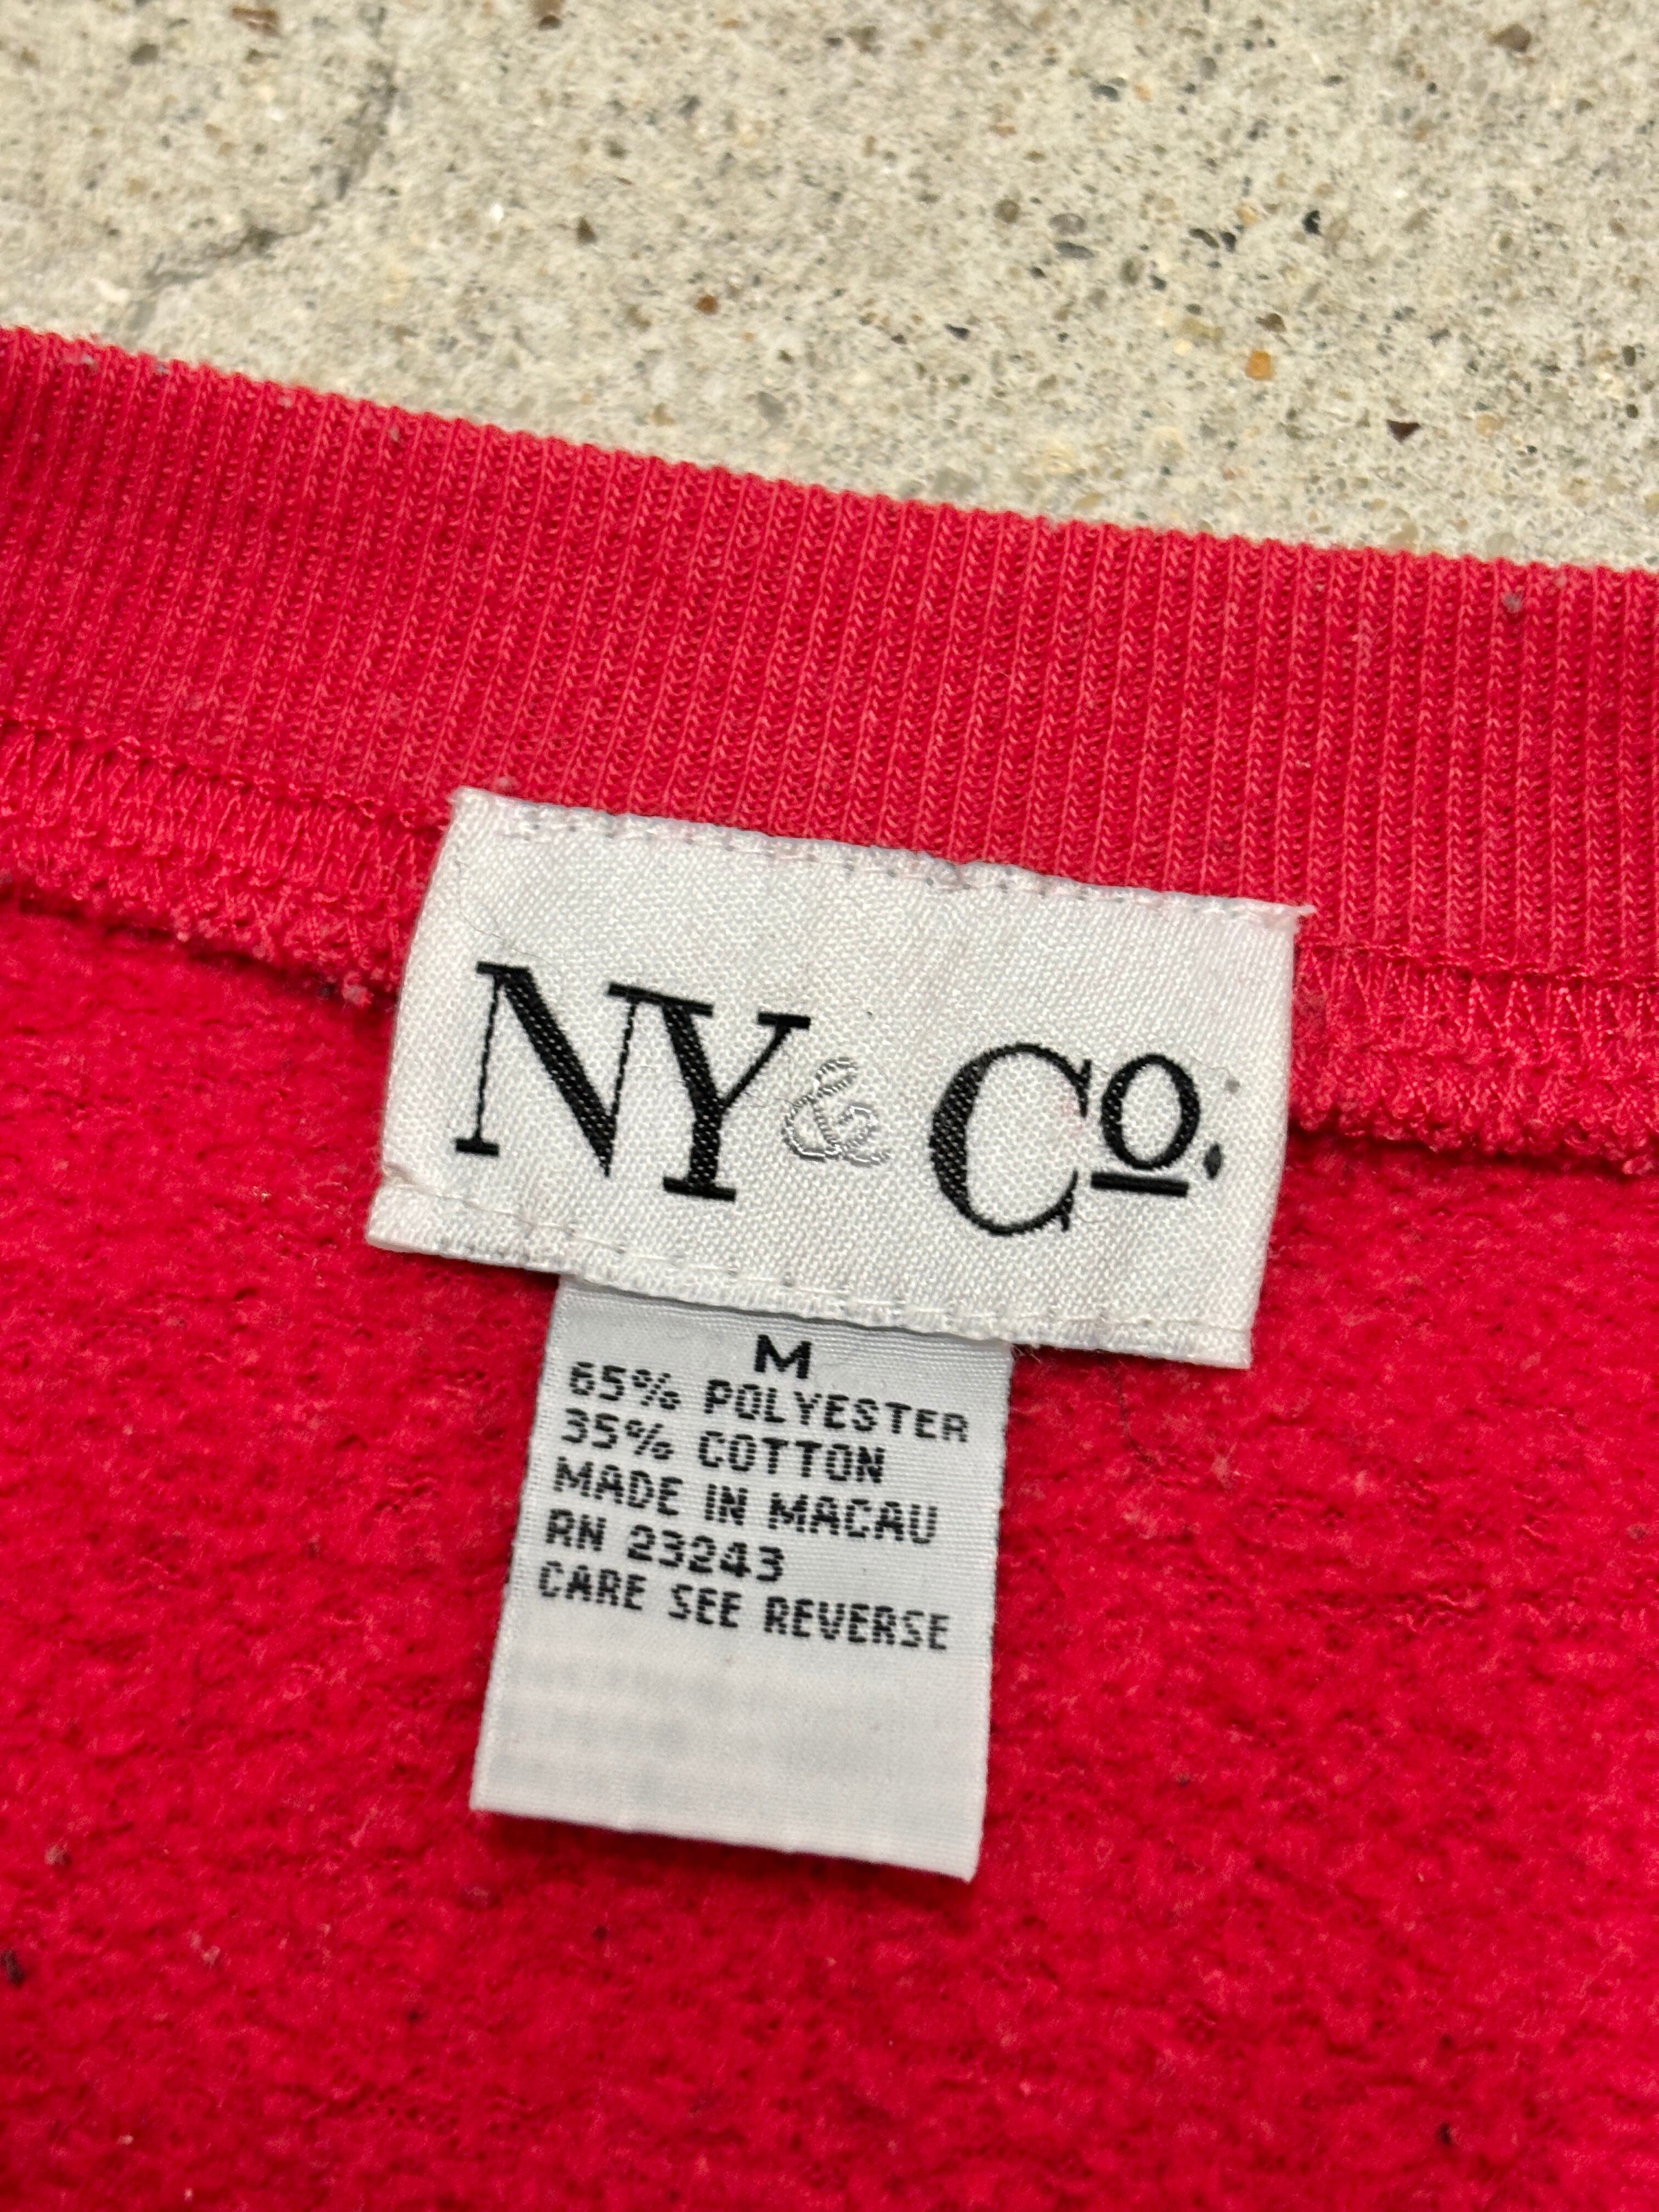 NY & Co.
M
65% POLYESTER
35% COTTON
MADE IN MACAU
RN 23243
CARE SEE REVERSE